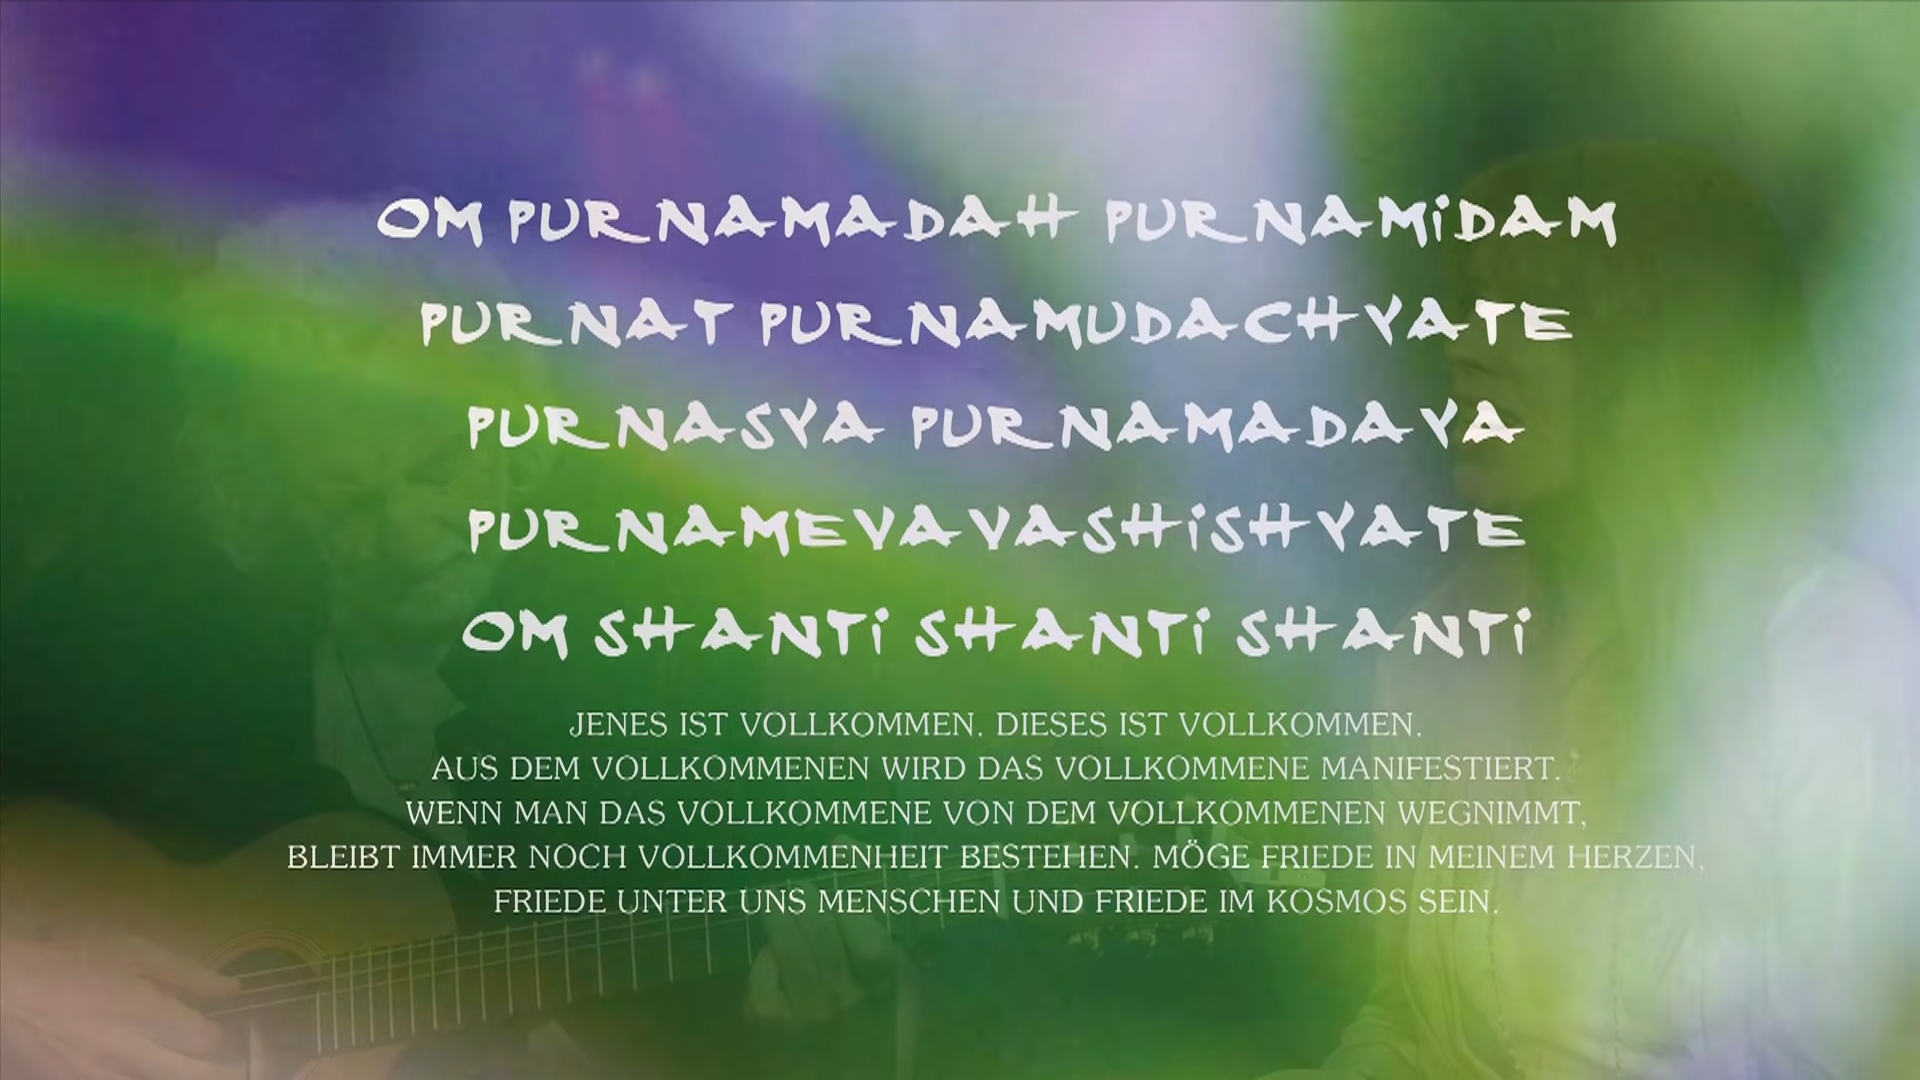 OM PURNAMADAH PURNAMiDAM
PURNAT PURNAMUDACHYATE
PURNASYA PURNAMADAYA
PURNAMEVAVASHiSHYATE
OM SHANTi SHANTi SHANTi
JENES IST VOLLKOMMEN. DIESES IST VOLLKOMMEN.
AUS DEM VOLLKOMMENEN WIRD DAS VOLLKOMMENE MANIFESTIERT.
WENN MAN DAS VOLLKOMMENE VON DEM VOLLKOMMENEN WEGNIMMT,
BLEIBT IMMER NOCH VOLLKOMMENHEIT BESTEHEN. MÖGE FRIEDE IN MEINEM HERZEN,
FRIEDE UNTER UNS MENSCHEN UND FRIEDE IM KOSMOS SEIN.